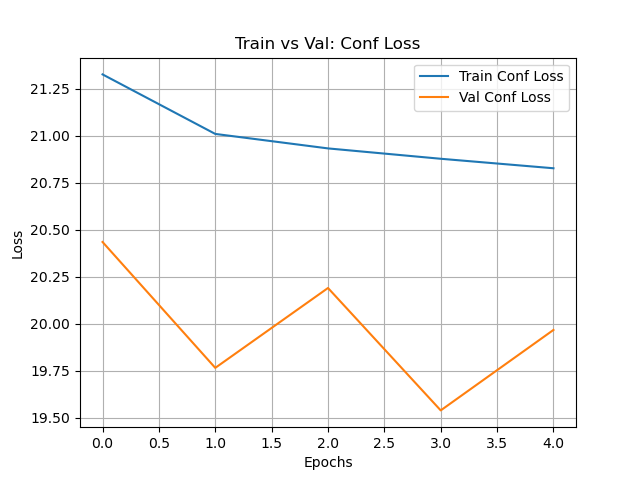 Train vs Val: Conf Loss
Train Conf Loss
Val Conf Loss
21.25
21.00
20.75
20.50
20.25
20.00
19.75
19.50
Loss
0.0 0.5 1.0 1.5 2.0 2.5 3.0 3.5 4.0
Epochs